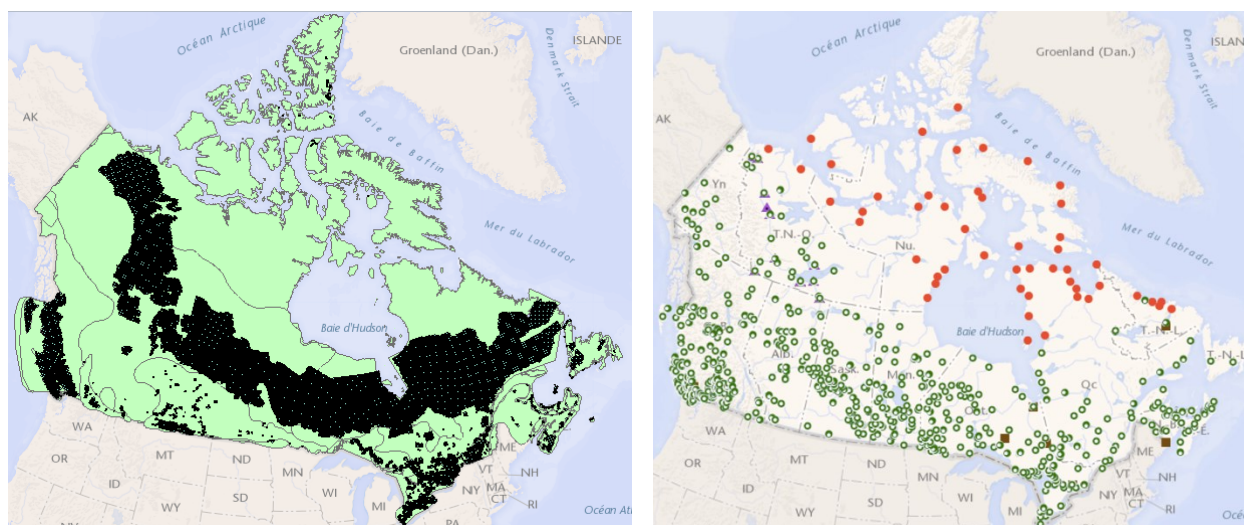 Océan Arctique
Groenland (Dan.)
Denmark Strait
ISLANDE
AK
Baie de Baffin
Mer du Labrador
Baie d'Hudson
WA
OR
ID
MT
WY
ND
SD
MN
WI
MI
NY
PA
ME
VT
NH
MA
CT
RI
Océan Atl
Océan Arctique
Groenland (Dan.)
Denmark Strait
ISLAN
AK
Baie de Baffin
Yn
T.N.-O.
Nu.
Mer du Labrador
Baie d'Hudson
Alb.
Sask.
Man.
Qc
T.-N.-L.
T.-N.-L
WA
OR
ID
MT
WY
ND
SD
MN
WI
MI
NY
ME
VT
NH
MA
CT
RI
Océ